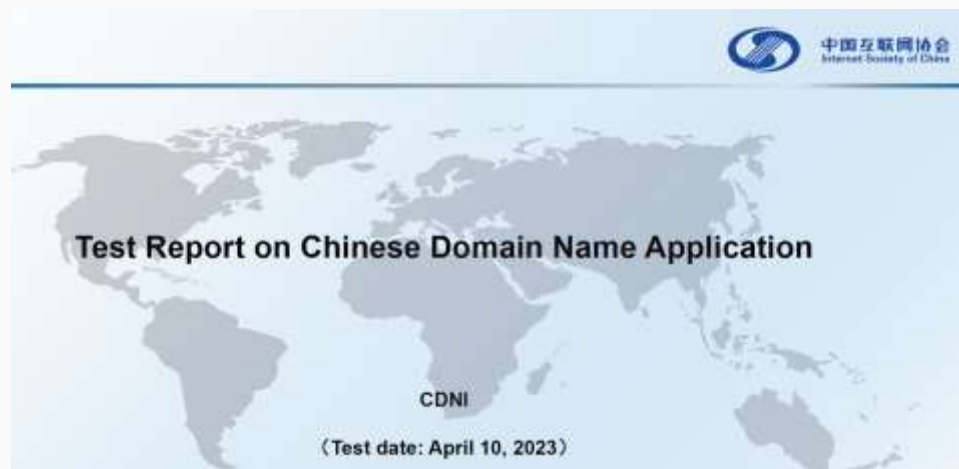 中国互联网协会
Internet Society of China
Test Report on Chinese Domain Name Application
CDNI
（Test date: April 10, 2023）